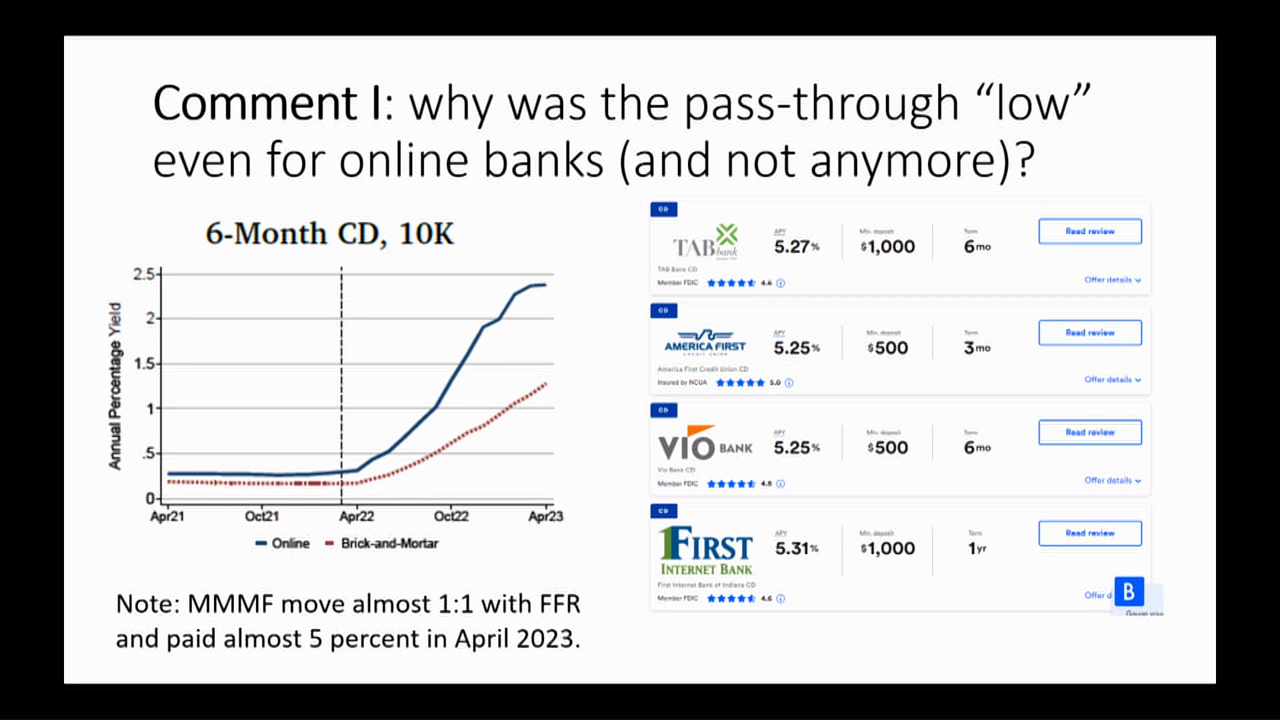 Comment I: why was the pass-through “low”
even for online banks (and not anymore)?
6-Month CD, 10K
Annual Percentage Yield
2.5
2
1.5
1
.5
0
Apr21
Oct21
Apr22
Oct22
Apr23
Online
Brick-and-Mortar
Note: MMMF move almost 1:1 with FFR
and paid almost 5 percent in April 2023.
CD
TAB bank
APY
5.27%
Min. deposit
$1,000
Term
6mo
Read review
TAB Bank CD
Member FDIC 4.6
Offer details
CD
AMERICA FIRST
CREDIT UNION
APY
5.25%
Min. deposit
$500
Term
3mo
Read review
America First Credit Union CD
Insured by NCUA 5.0
Offer details
CD
VIO BANK
APY
5.25%
Min. deposit
$500
Term
6mo
Read review
Vio Bank CD
Member FDIC 4.8
Offer details
CD
FIRST
INTERNET BANK
APY
5.31%
Min. deposit
$1,000
Term
1yr
Read review
First Internet Bank of Indiana CD
Member FDIC 4.6
Offer d
B